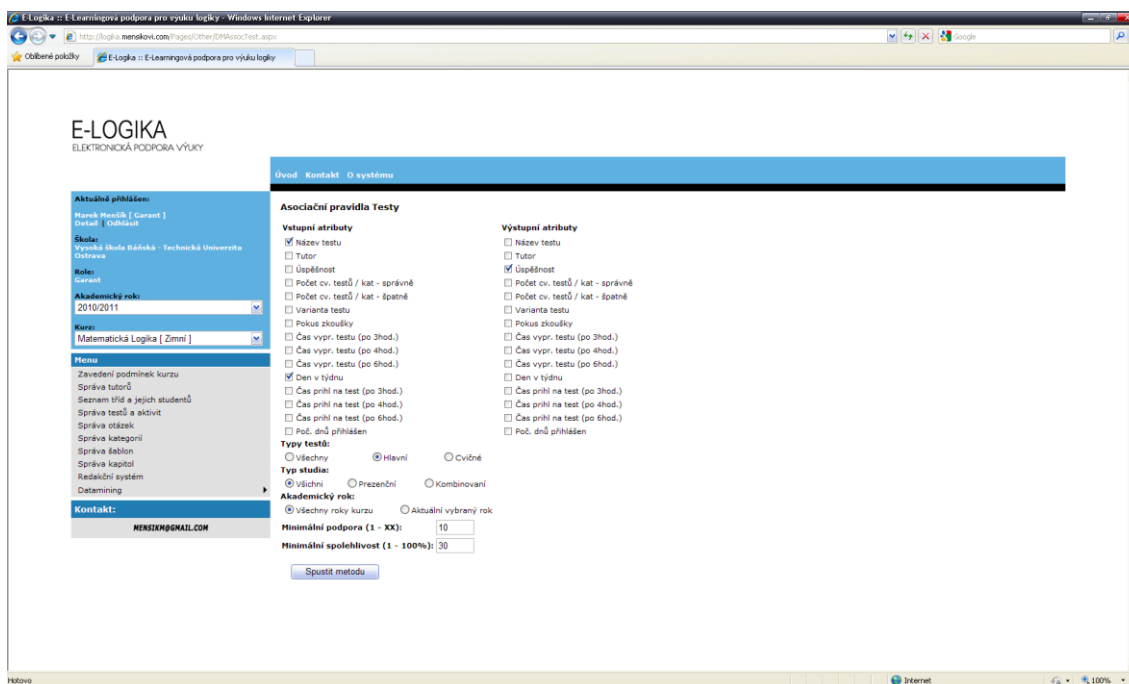 E-Logika :: E-Learningová podpora pro výuku logiky - Windows Internet Explorer
http://logika.mensikovi.com/Pages/Other/DMAssocTest.aspx
Google
Oblíbené položky
E-Logika :: E-Learningová podpora pro výuku logiky
E-LOGIKA
ELEKTRONICKÁ PODPORA VÝUKY
Úvod Kontakt O systému
Aktuálně přihlášen:
Marek Menšík [ Garant ]
Detail | Odhlásit
Škola:
Vysoká škola Báňská - Technická Univerzita
Ostrava
Role:
Garant
Akademický rok:
2010/2011
Kurz:
Matematická Logika [ Zimní ]
Menu
Zavedení podmínek kurzu
Správa tutorů
Seznam tříd a jejich studentů
Správa testů a aktivit
Správa otázek
Správa kategorií
Správa šablon
Správa kapitol
Redakční systém
Datamining
Kontakt:
MENSIKM@GMAIL.COM
Asociační pravidla Testy
Vstupní atributy
Název testu
Tutor
Úspěšnost
Počet cv. testů / kat - správně
Počet cv. testů / kat - špatně
Varianta testu
Pokus zkoušky
Čas vypr. testu (po 3hod.)
Čas vypr. testu (po 4hod.)
Čas vypr. testu (po 6hod.)
Den v týdnu
Čas prihl na test (po 3hod.)
Čas prihl na test (po 4hod.)
Čas prihl na test (po 6hod.)
Poč. dnů přihlášen
Výstupní atributy
Název testu
Tutor
Úspěšnost
Počet cv. testů / kat - správně
Počet cv. testů / kat - špatně
Varianta testu
Pokus zkoušky
Čas vypr. testu (po 3hod.)
Čas vypr. testu (po 4hod.)
Čas vypr. testu (po 6hod.)
Den v týdnu
Čas prihl na test (po 3hod.)
Čas prihl na test (po 4hod.)
Čas prihl na test (po 6hod.)
Poč. dnů přihlášen
Typy testů:
Všechny Hlavní Cvičné
Typ studia:
Všichni Prezenční Kombinovaní
Akademický rok:
Všechny roky kurzu Aktuální vybraný rok
Minimální podpora (1 - XX): 10
Minimální spolehlivost (1 - 100%): 30
Spustit metodu
Hotovo
Internet
100%